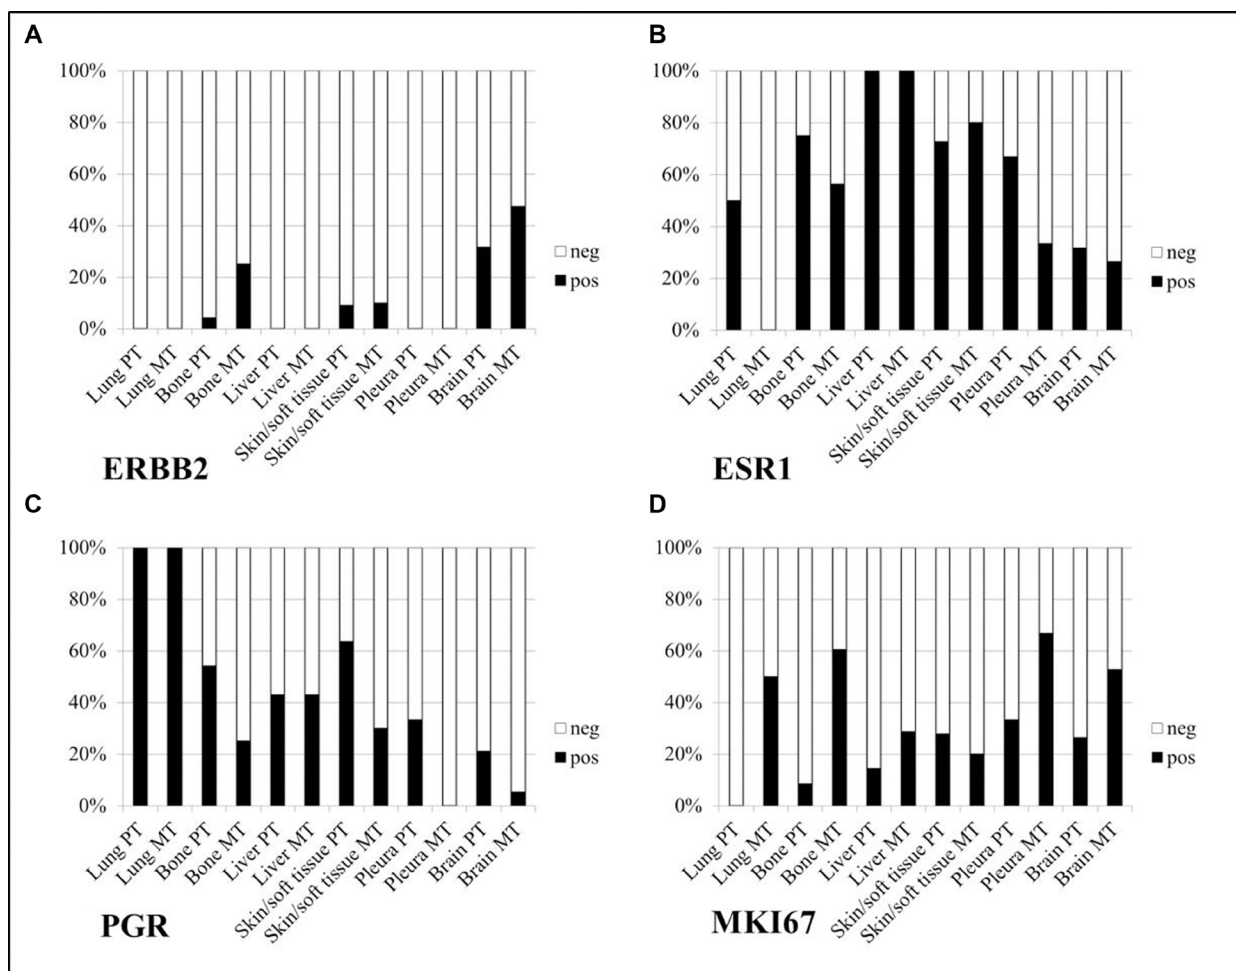 A
100%
80%
60%
40%
20%
0%
neg
pos
Lung PT
Lung MT
Bone PT
Bone MT
Liver PT
Liver MT
Skin/soft tissue PT
Skin/soft tissue MT
Pleura PT
Pleura MT
Brain PT
Brain MT
ERBB2
B
100%
80%
60%
40%
20%
0%
neg
pos
Lung PT
Lung MT
Bone PT
Bone MT
Liver PT
Liver MT
Skin/soft tissue PT
Skin/soft tissue MT
Pleura PT
Pleura MT
Brain PT
Brain MT
ESR1
C
100%
80%
60%
40%
20%
0%
neg
pos
Lung PT
Lung MT
Bone PT
Bone MT
Liver PT
Liver MT
Skin/soft tissue PT
Skin/soft tissue MT
Pleura PT
Pleura MT
Brain PT
Brain MT
PGR
D
100%
80%
60%
40%
20%
0%
neg
pos
Lung PT
Lung MT
Bone PT
Bone MT
Liver PT
Liver MT
Skin/soft tissue PT
Skin/soft tissue MT
Pleura PT
Pleura MT
Brain PT
Brain MT
MKI67